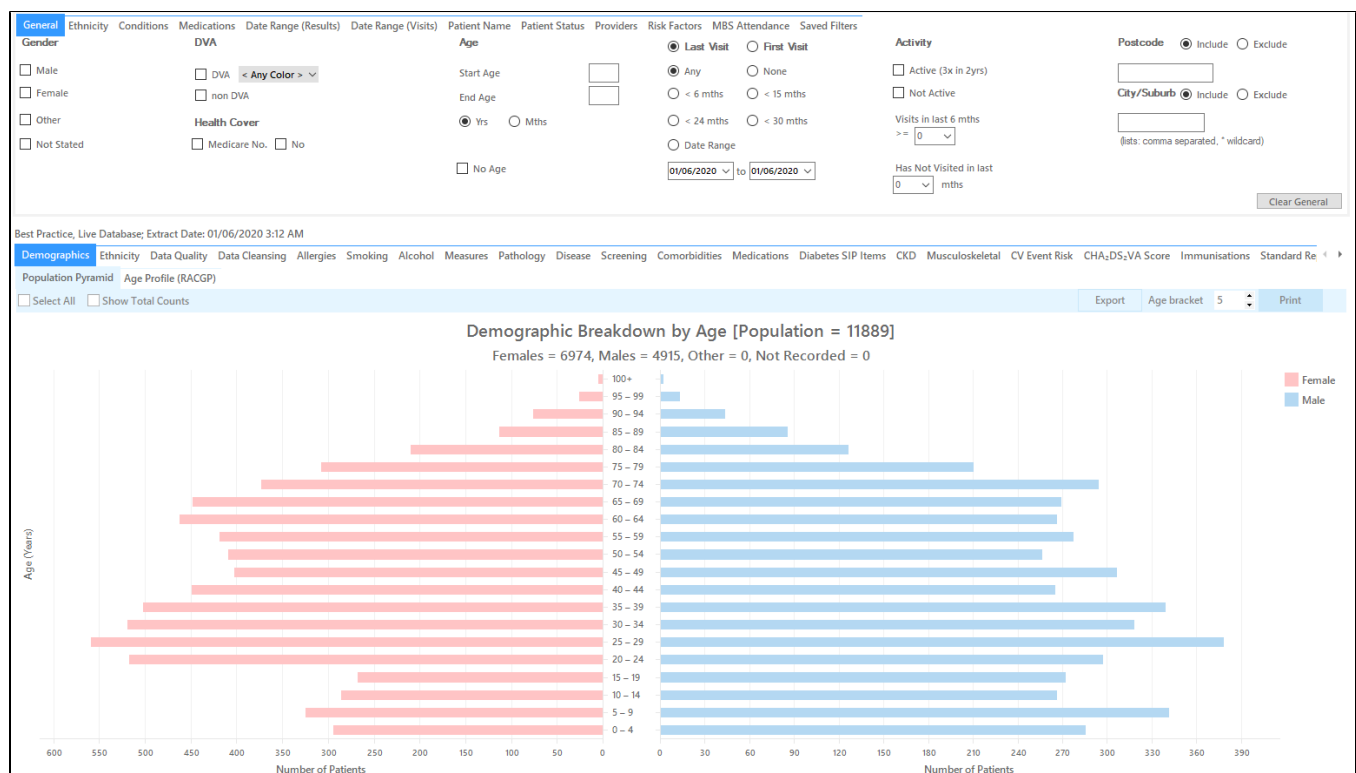 General Ethnicity Conditions Medications Date Range (Results) Date Range (Visits) Patient Name Patient Status Providers Risk Factors MBS Attendance Saved Filters
Gender DVA Age Last Visit First Visit Activity Postcode Include Exclude
Male DVA < Any Color > Start Age Any None Active (3x in 2yrs)
Female non DVA End Age < 6 mths < 15 mths Not Active City/Suburb Include Exclude
Other Health Cover Yrs Mths < 24 mths < 30 mths Visits in last 6 mths
>= 0
Not Stated Medicare No. No Date Range (lists: comma separated, * wildcard)
No Age 01/06/2020 to 01/06/2020 Has Not Visited in last
0 mths
Clear General
Best Practice, Live Database; Extract Date: 01/06/2020 3:12 AM
Demographics Ethnicity Data Quality Data Cleansing Allergies Smoking Alcohol Measures Pathology Disease Screening Comorbidities Medications Diabetes SIP Items CKD Musculoskeletal CV Event Risk CHA₂DS₂VA Score Immunisations Standard Re
Population Pyramid Age Profile (RACGP)
Select All Show Total Counts Export Age bracket 5 Print
Demographic Breakdown by Age [Population = 11889]
Females = 6974, Males = 4915, Other = 0, Not Recorded = 0
100+
95 – 99
90 – 94
85 – 89
80 – 84
75 – 79
70 – 74
65 – 69
60 – 64
55 – 59
50 – 54
45 – 49
40 – 44
35 – 39
30 – 34
25 – 29
20 – 24
15 – 19
10 – 14
5 – 9
0 – 4
Female
Male
Age (Years)
600 550 500 450 400 350 300 250 200 150 100 50 0 0 30 60 90 120 150 180 210 240 270 300 330 360 390
Number of Patients Number of Patients